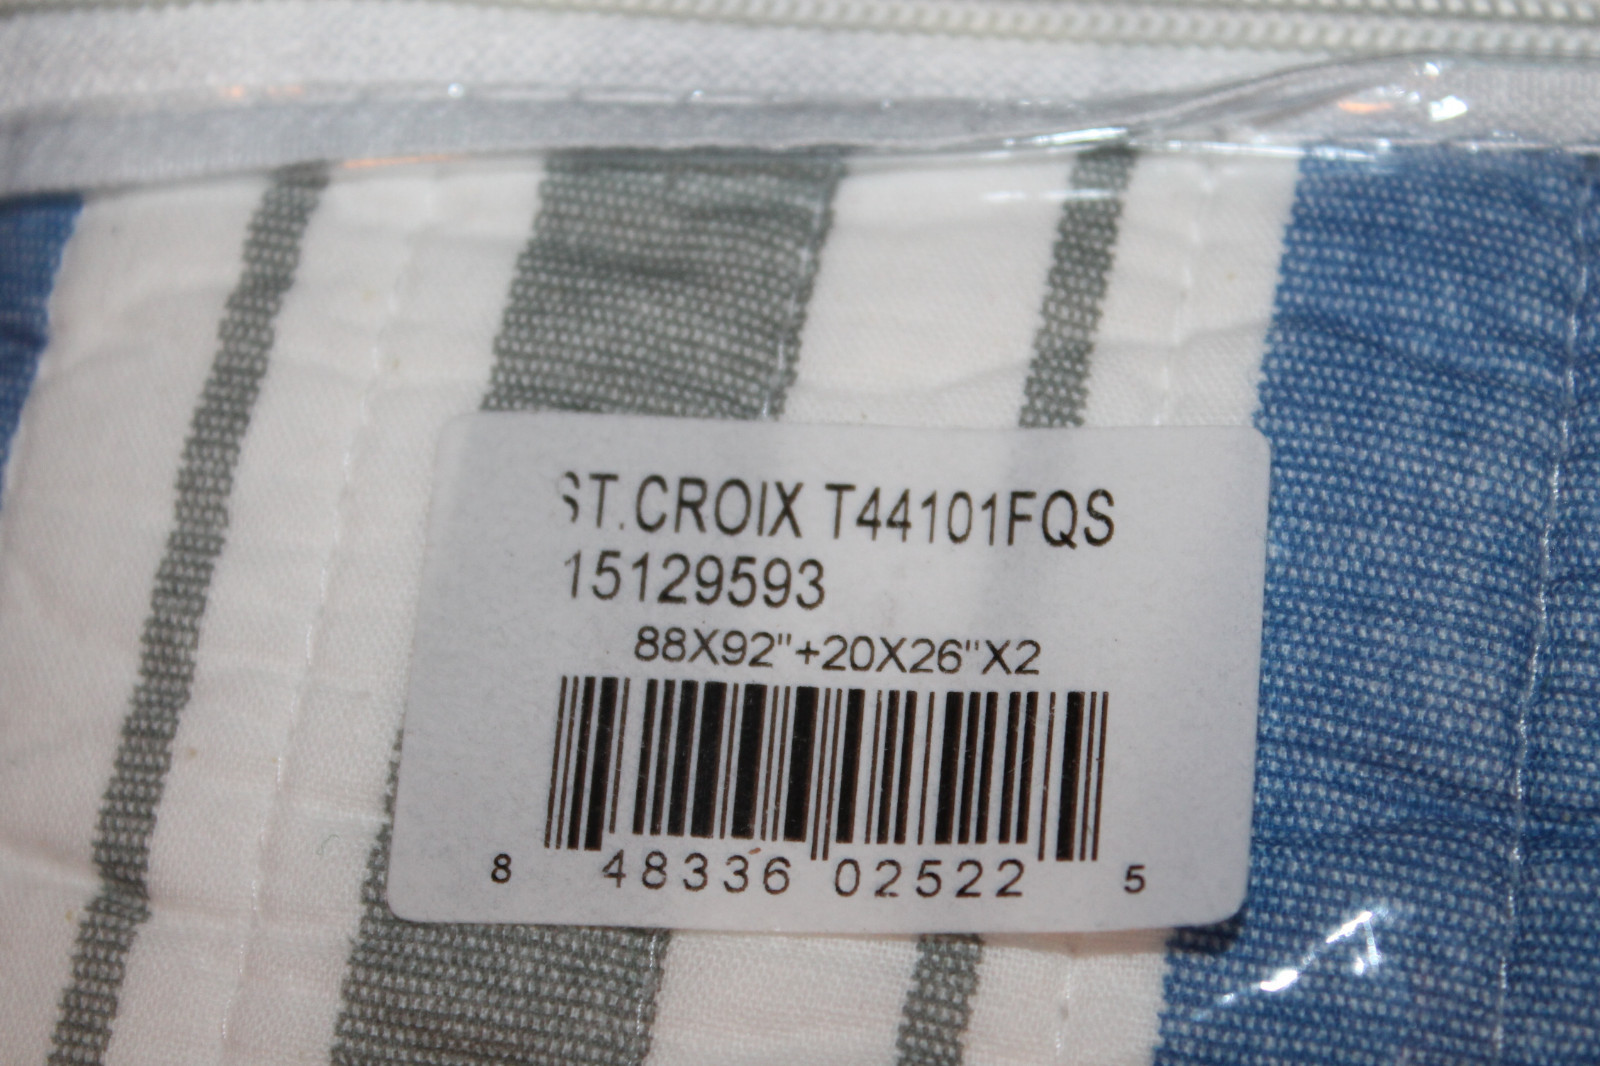 ST.CROIX T44101FQS
15129593
88X92"+20X26"X2
8 48336 02522 5